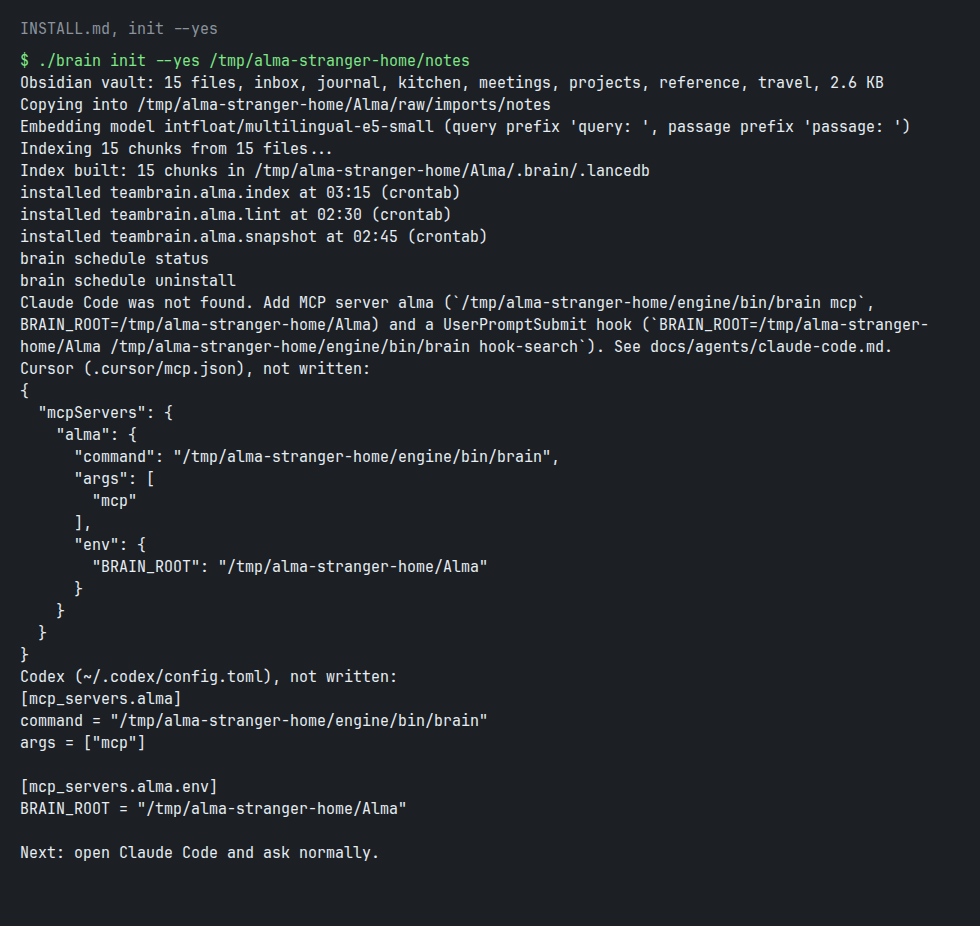 INSTALL.md, init --yes
$ ./brain init --yes /tmp/alma-stranger-home/notes
Obsidian vault: 15 files, inbox, journal, kitchen, meetings, projects, reference, travel, 2.6 KB
Copying into /tmp/alma-stranger-home/Alma/raw/imports/notes
Embedding model intfloat/multilingual-e5-small (query prefix 'query: ', passage prefix 'passage: ')
Indexing 15 chunks from 15 files...
Index built: 15 chunks in /tmp/alma-stranger-home/Alma/.brain/.lancedb
installed teambrain.alma.index at 03:15 (crontab)
installed teambrain.alma.lint at 02:30 (crontab)
installed teambrain.alma.snapshot at 02:45 (crontab)
brain schedule status
brain schedule uninstall
Claude Code was not found. Add MCP server alma (`/tmp/alma-stranger-home/engine/bin/brain mcp`,
BRAIN_ROOT=/tmp/alma-stranger-home/Alma) and a UserPromptSubmit hook (`BRAIN_ROOT=/tmp/alma-stranger-
home/Alma /tmp/alma-stranger-home/engine/bin/brain hook-search`). See docs/agents/claude-code.md.
Cursor (.cursor/mcp.json), not written:
{
  "mcpServers": {
    "alma": {
      "command": "/tmp/alma-stranger-home/engine/bin/brain",
      "args": [
        "mcp"
      ],
      "env": {
        "BRAIN_ROOT": "/tmp/alma-stranger-home/Alma"
      }
    }
  }
}
Codex (~/.codex/config.toml), not written:
[mcp_servers.alma]
command = "/tmp/alma-stranger-home/engine/bin/brain"
args = ["mcp"]

[mcp_servers.alma.env]
BRAIN_ROOT = "/tmp/alma-stranger-home/Alma"

Next: open Claude Code and ask normally.